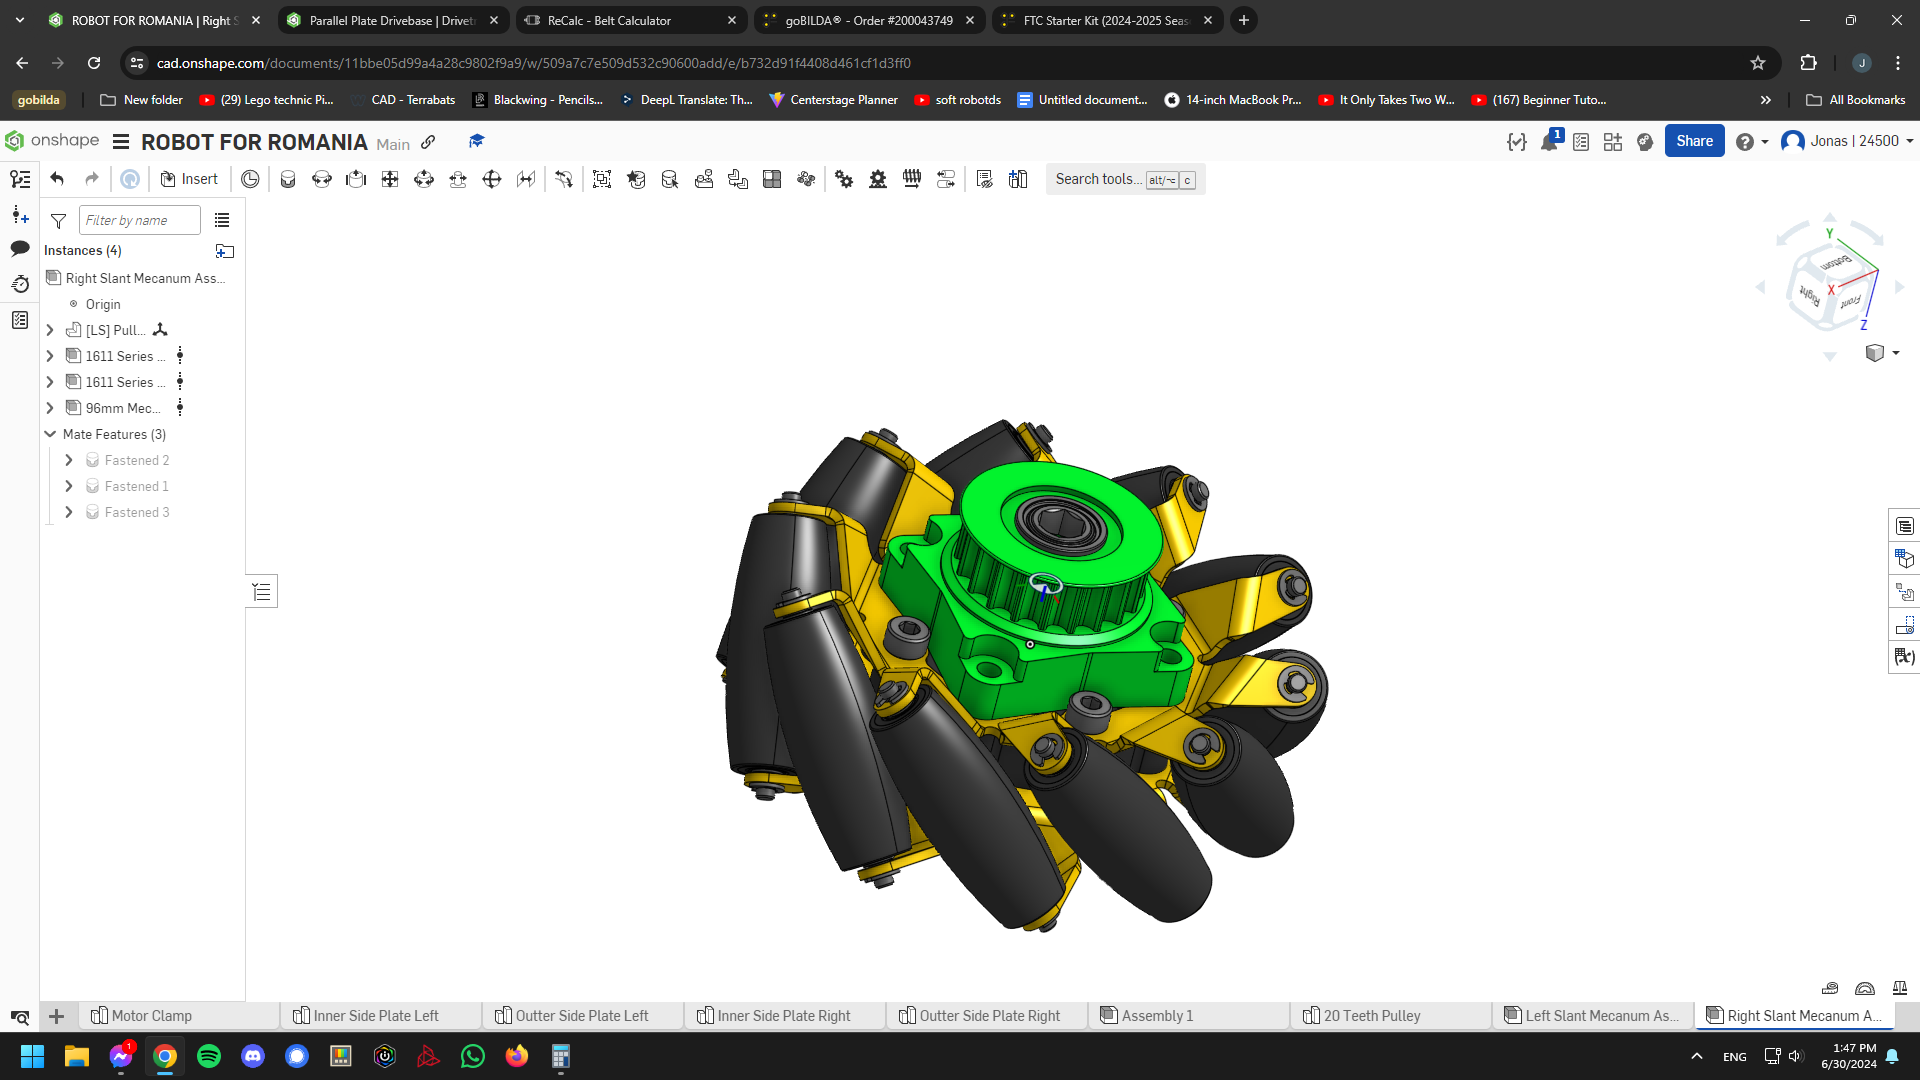 ROBOT FOR ROMANIA | Right S
Parallel Plate Drivebase | Drivet
ReCalc - Belt Calculator
goBILDA® - Order #200043749
FTC Starter Kit (2024-2025 Seas
cad.onshape.com/documents/11bbe05d99a4a28c9802f9a9/w/509a7c7e509d532c90600add/e/b732d91f4408d461cf1d3ff0
J
gobilda
New folder
(29) Lego technic Pi...
CAD - Terrabats
Blackwing - Pencils...
DeepL Translate: Th...
Centerstage Planner
soft robotds
Untitled document...
14-inch MacBook Pr...
It Only Takes Two W...
(167) Beginner Tuto...
All Bookmarks
onshape
ROBOT FOR ROMANIA Main
1
Share
Jonas | 24500
Insert
Search tools... alt/⌥ c
Filter by name
Instances (4)
Right Slant Mecanum Ass...
Origin
[LS] Pull...
1611 Series ...
1611 Series ...
96mm Mec...
Mate Features (3)
Fastened 2
Fastened 1
Fastened 3
Y
Bottom
Right
X
Front
Z
Motor Clamp
Inner Side Plate Left
Outter Side Plate Left
Inner Side Plate Right
Outter Side Plate Right
Assembly 1
20 Teeth Pulley
Left Slant Mecanum As...
Right Slant Mecanum A...
1
ENG
1:47 PM
6/30/2024